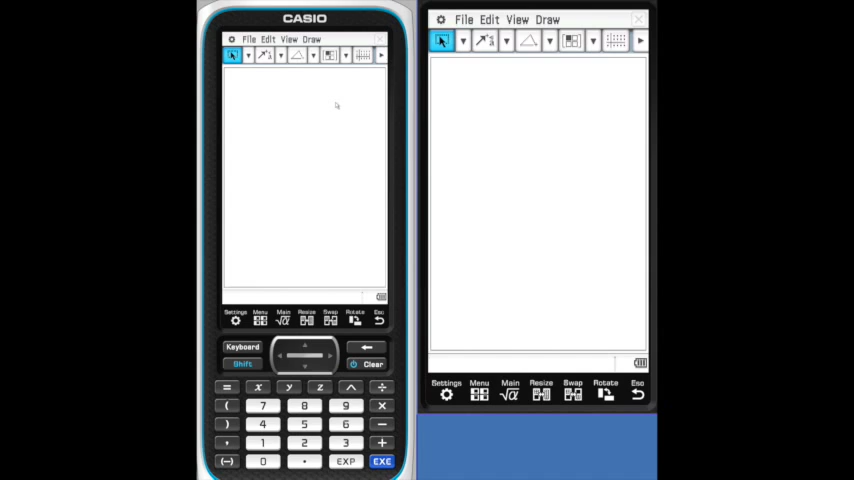 CASIO
File Edit View Draw
Settings Menu Main Resize Swap Rotate Esc
Keyboard
Shift
Clear
= x y z ^ ÷
( 7 8 9 ×
) 4 5 6 −
, 1 2 3 +
(−) 0 · EXP EXE
File Edit View Draw
Settings Menu Main Resize Swap Rotate Esc